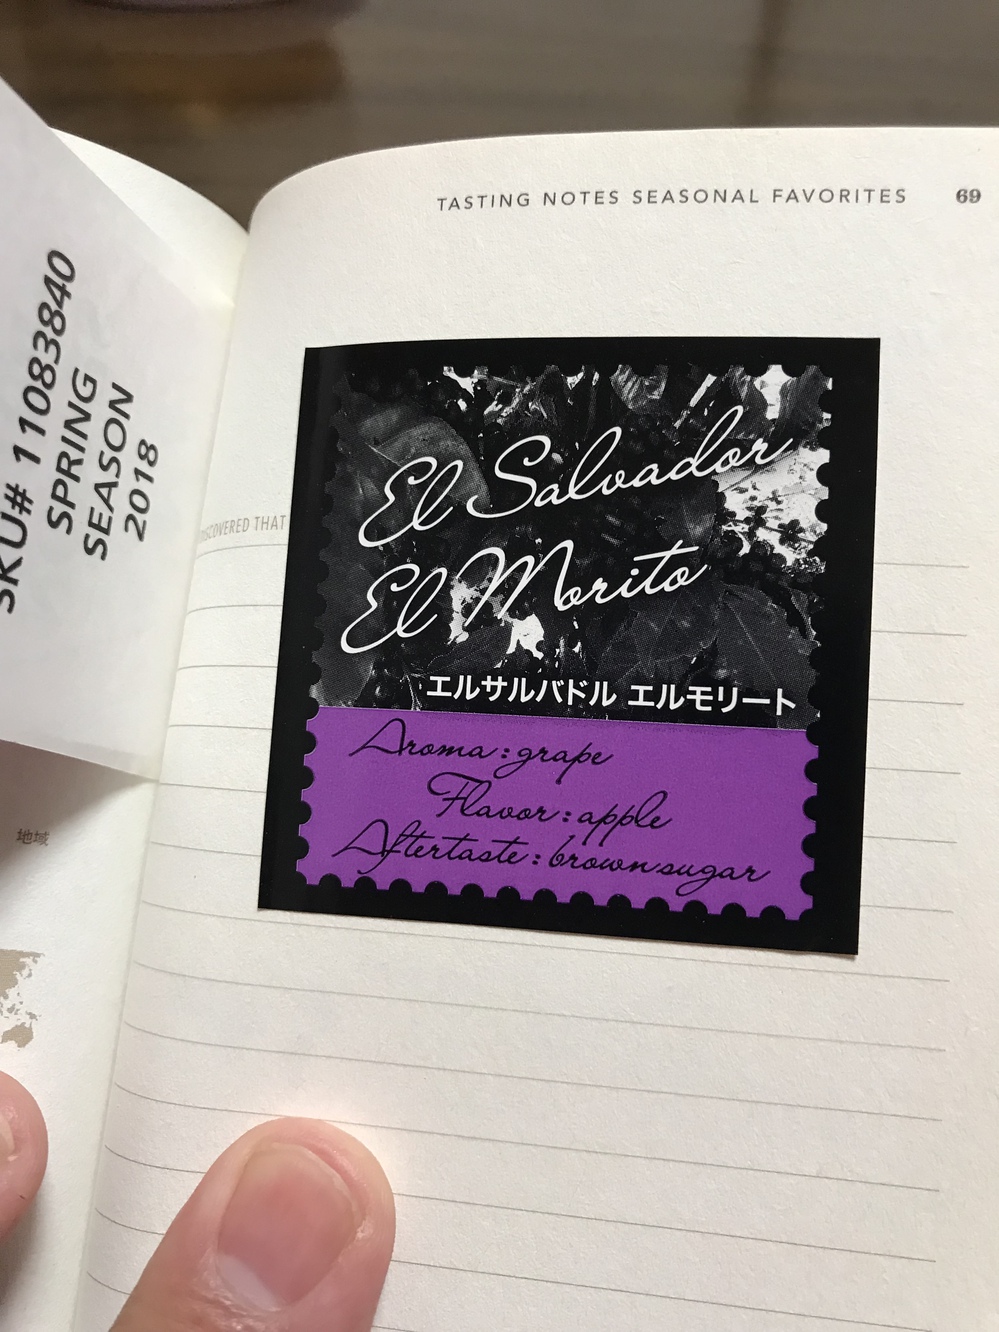 TASTING NOTES SEASONAL FAVORITES 69
SKU# 11083840
SPRING
SEASON
2018
DISCOVERED THAT
地域
El Salvador
El Morito
エルサルバドル エルモリート
Aroma : grape
Flavor : apple
Aftertaste : brown sugar